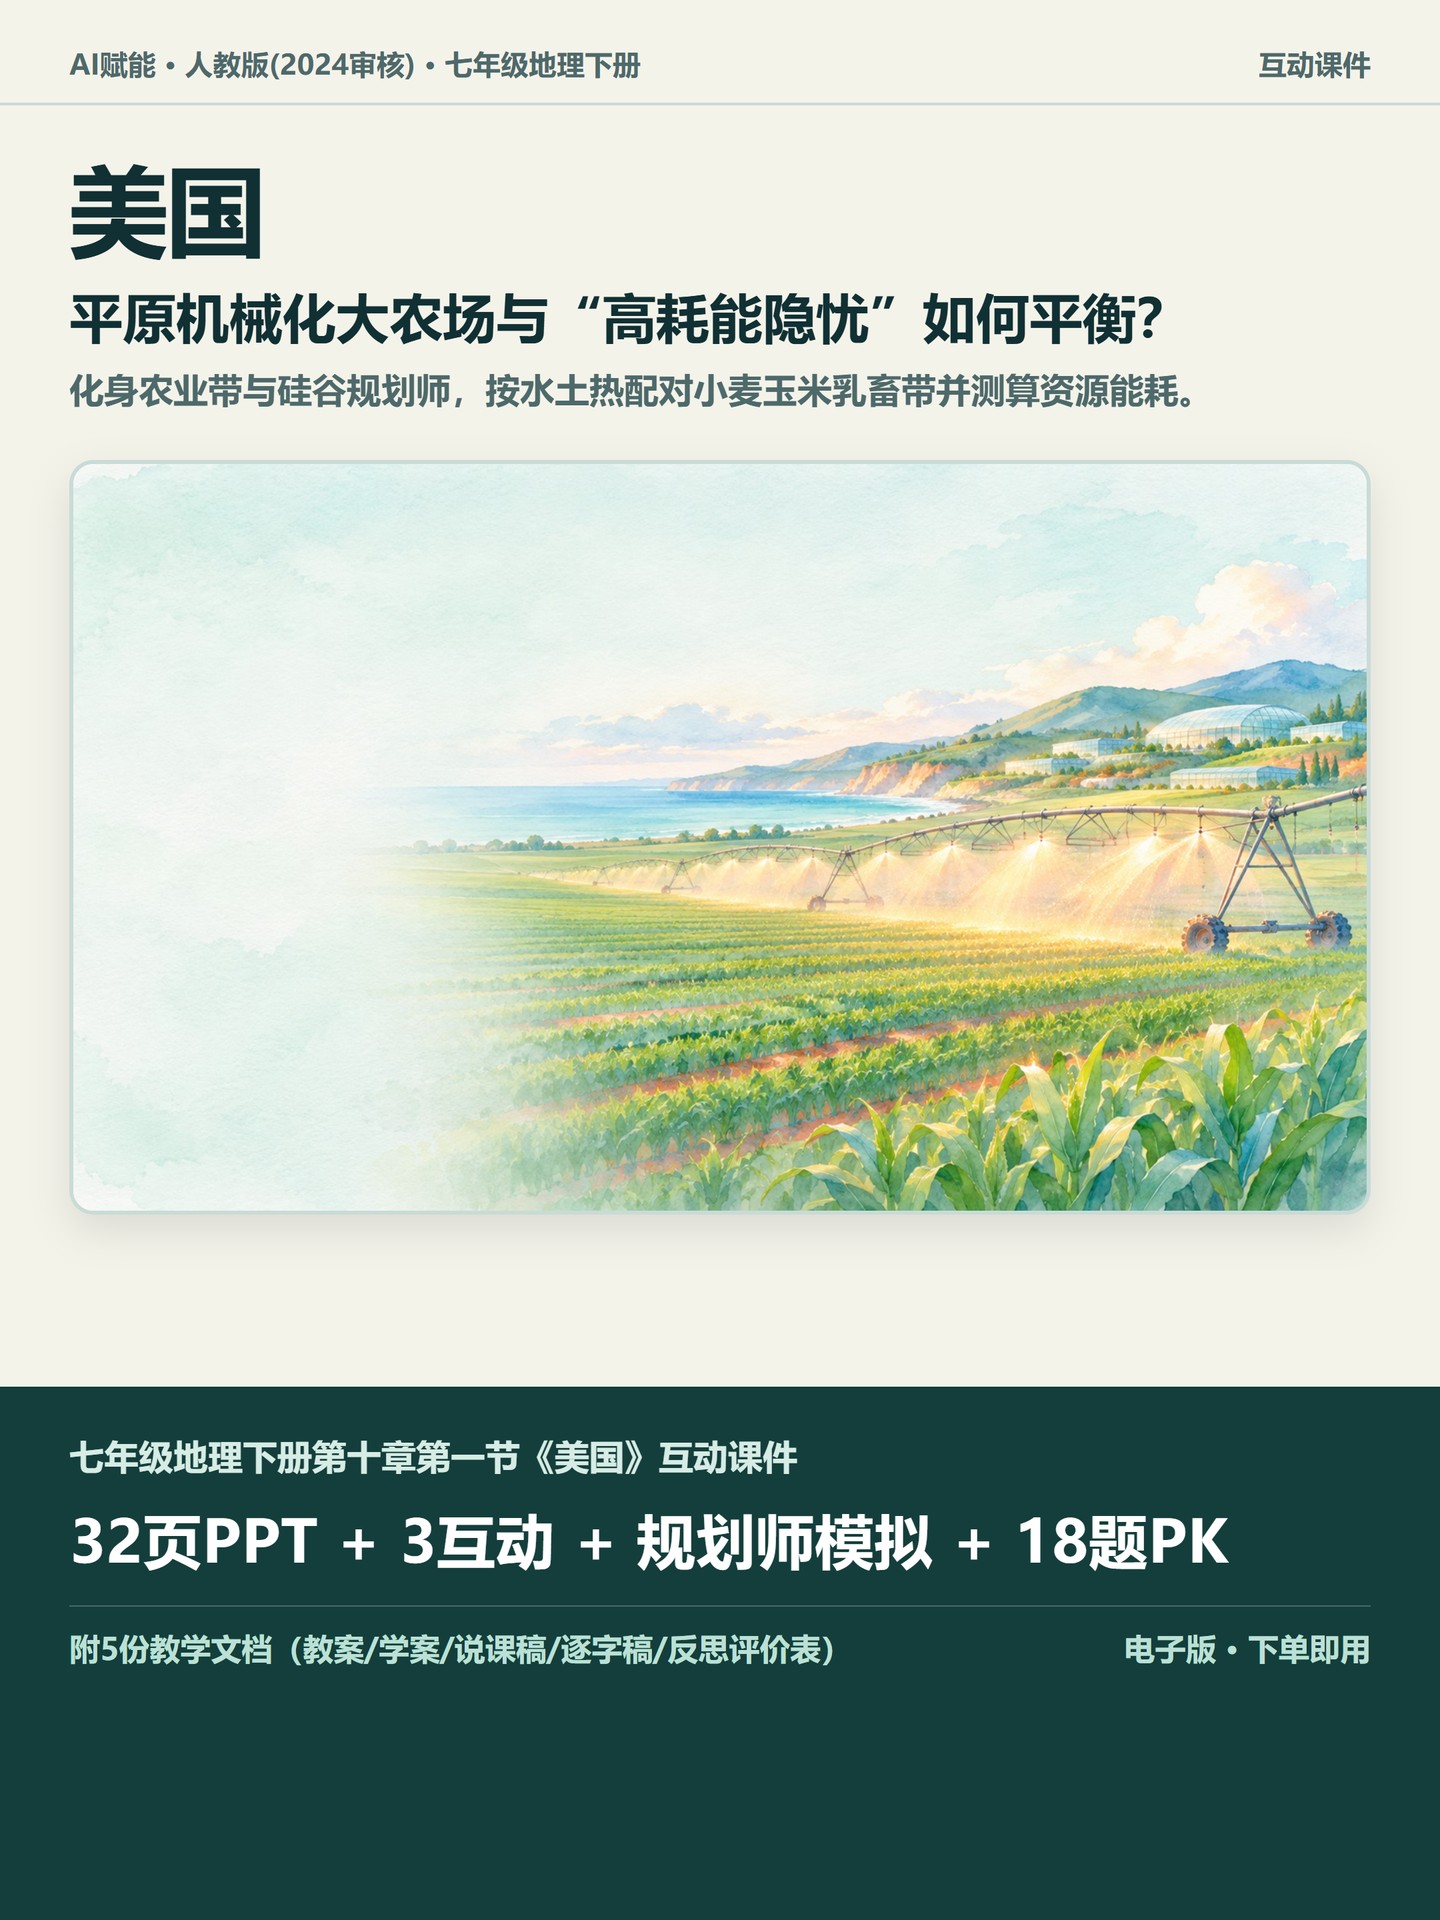 AI赋能 • 人教版(2024审核) • 七年级地理下册
互动课件
美国
平原机械化大农场与“高耗能隐忧”如何平衡？
化身农业带与硅谷规划师，按水土热配对小麦玉米乳畜带并测算资源能耗。
七年级地理下册第十章第一节《美国》互动课件
32页PPT + 3互动 + 规划师模拟 + 18题PK
附5份教学文档（教案/学案/说课稿/逐字稿/反思评价表）
电子版 • 下单即用